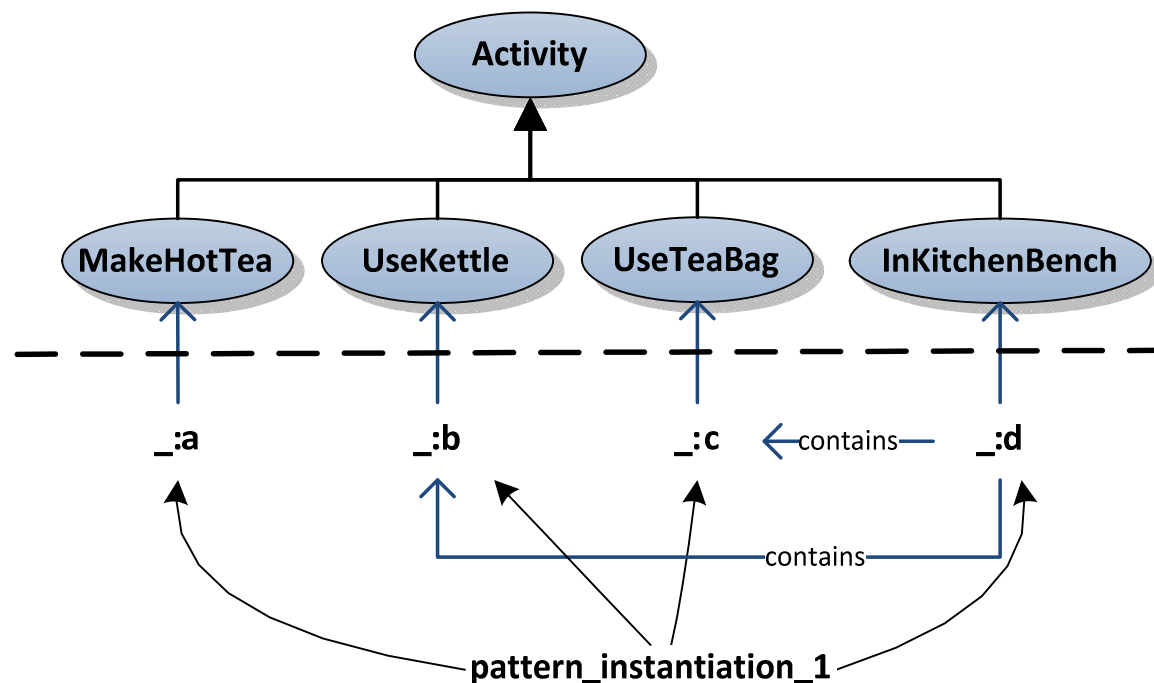 Activity
MakeHotTea
UseKettle
UseTeaBag
InKitchenBench
_:a
_:b
_:c
contains
_:d
contains
pattern_instantiation_1